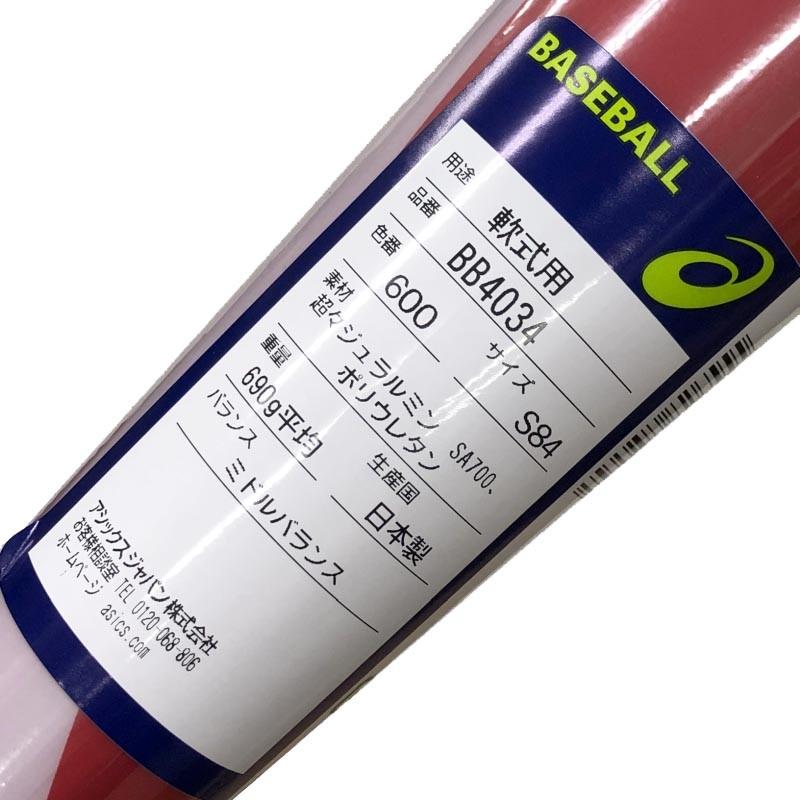 BASEBALL
用途
軟式用
品番
BB4034
色番
600
サイズ
S84
素材
超々ジュラルミン SA700、
ポリウレタン
重量
690g平均
生産国
日本製
バランス
ミドルバランス
アシックスジャパン株式会社
お客様相談室 TEL 0120-068-806
ホームページ asics.com